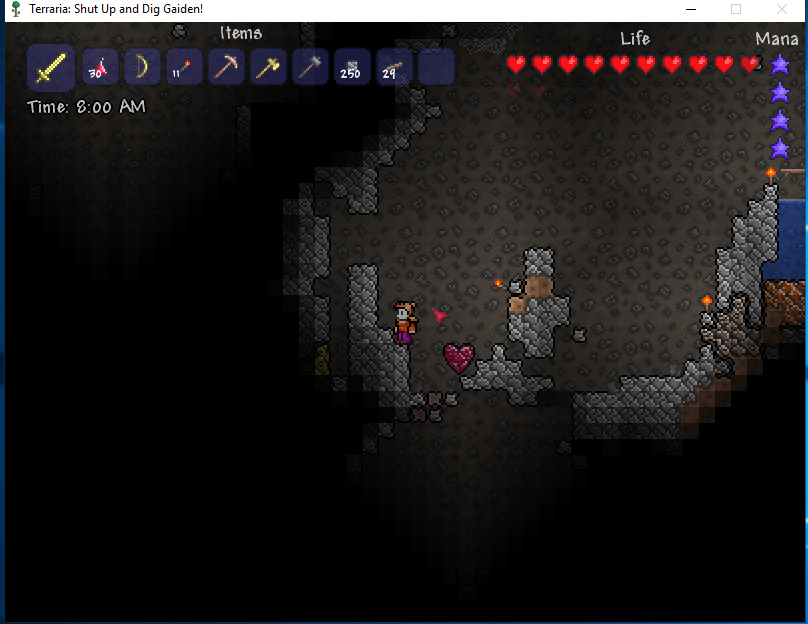 Terraria: Shut Up and Dig Gaiden!
Items
Life
Mana
30
11
250
29
Time: 8:00 AM